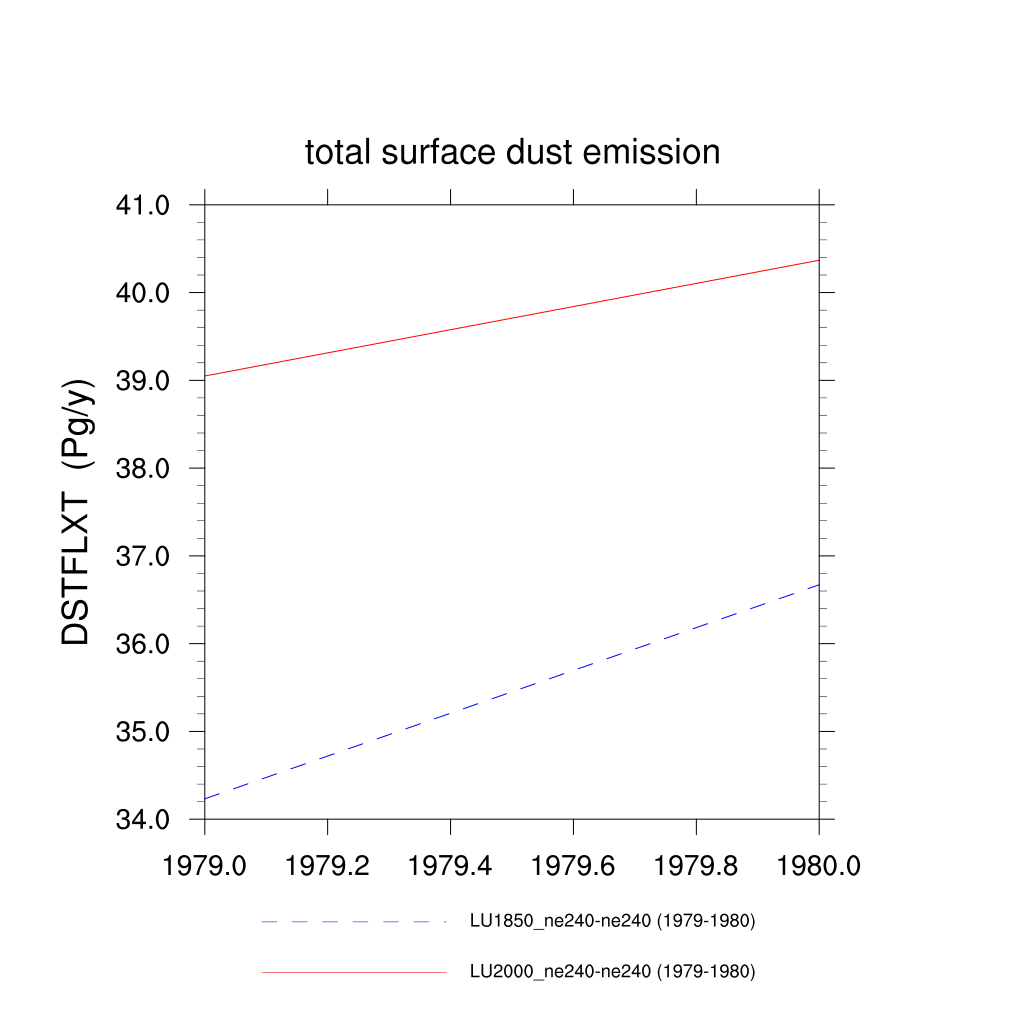 total surface dust emission
DSTFLXT (Pg/y)
41.0
40.0
39.0
38.0
37.0
36.0
35.0
34.0
1979.0 1979.2 1979.4 1979.6 1979.8 1980.0
LU1850_ne240-ne240 (1979-1980)
LU2000_ne240-ne240 (1979-1980)